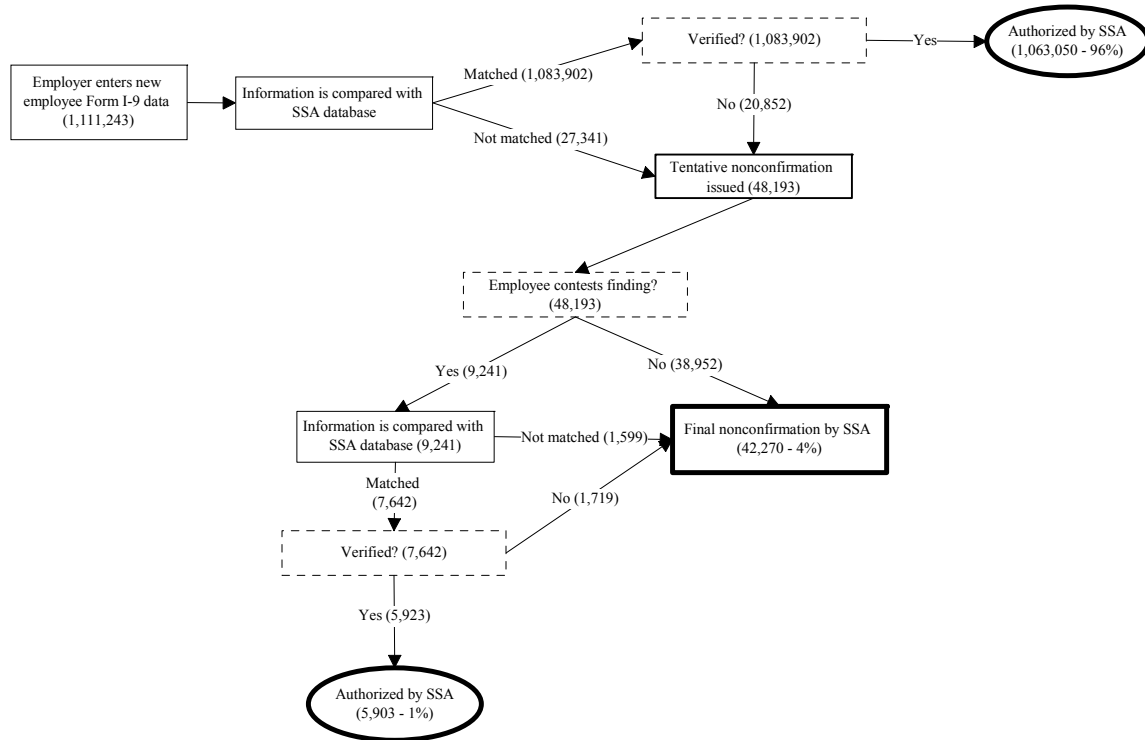 Employer enters new
employee Form I-9 data
(1,111,243)
Information is compared with
SSA database
Matched (1,083,902)
Not matched (27,341)
Verified? (1,083,902)
Yes
Authorized by SSA
(1,063,050 - 96%)
No (20,852)
Tentative nonconfirmation
issued (48,193)
Employee contests finding?
(48,193)
Yes (9,241)
No (38,952)
Information is compared with
SSA database (9,241)
Not matched (1,599)
Final nonconfirmation by SSA
(42,270 - 4%)
Matched
(7,642)
No (1,719)
Verified? (7,642)
Yes (5,923)
Authorized by SSA
(5,903 - 1%)